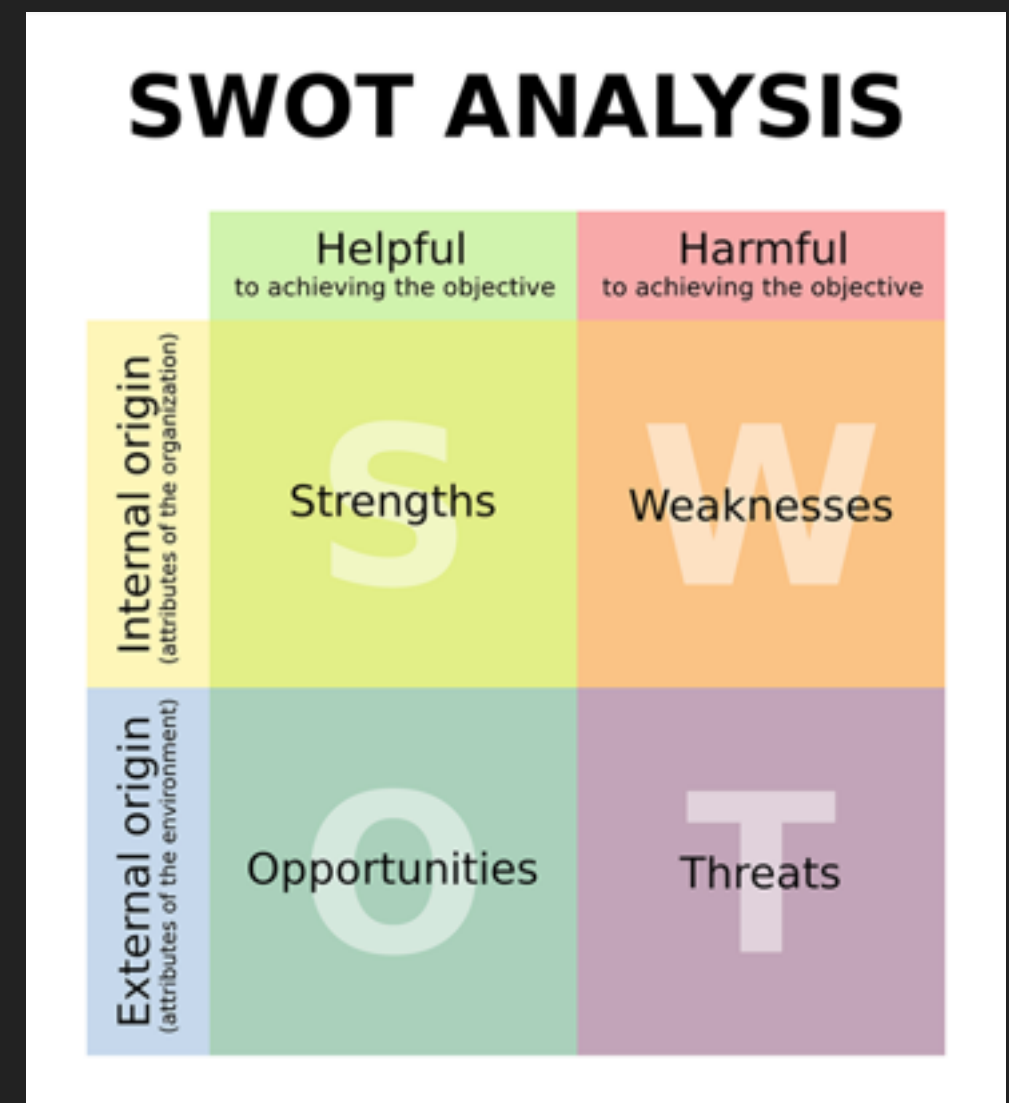 SWOT ANALYSIS
Helpful
to achieving the objective
Harmful
to achieving the objective
Internal origin
(attributes of the organization)
S
Strengths
W
Weaknesses
External origin
(attributes of the environment)
O
Opportunities
T
Threats